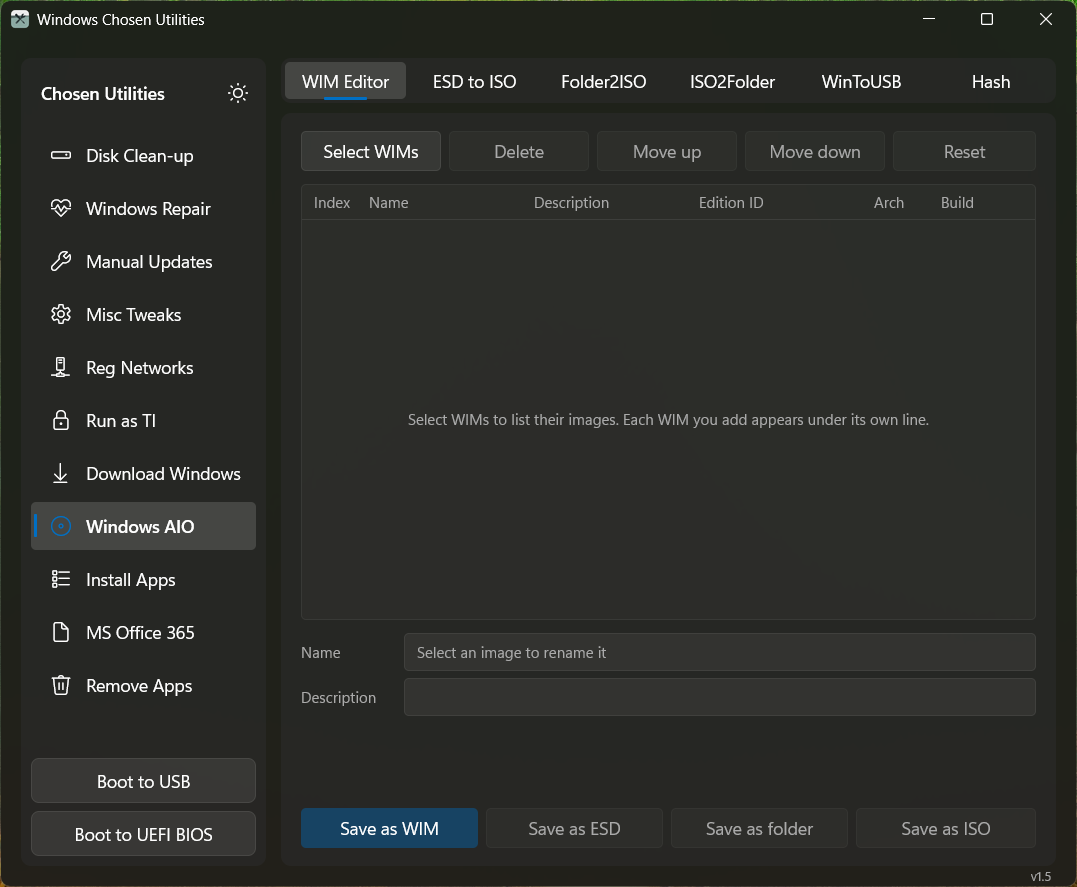 Windows Chosen Utilities
Chosen Utilities
Disk Clean-up
Windows Repair
Manual Updates
Misc Tweaks
Reg Networks
Run as TI
Download Windows
Windows AIO
Install Apps
MS Office 365
Remove Apps
Boot to USB
Boot to UEFI BIOS
WIM Editor ESD to ISO Folder2ISO ISO2Folder WinToUSB Hash
Select WIMs Delete Move up Move down Reset
Index Name Description Edition ID Arch Build
Select WIMs to list their images. Each WIM you add appears under its own line.
Name Select an image to rename it
Description
Save as WIM Save as ESD Save as folder Save as ISO
v1.5